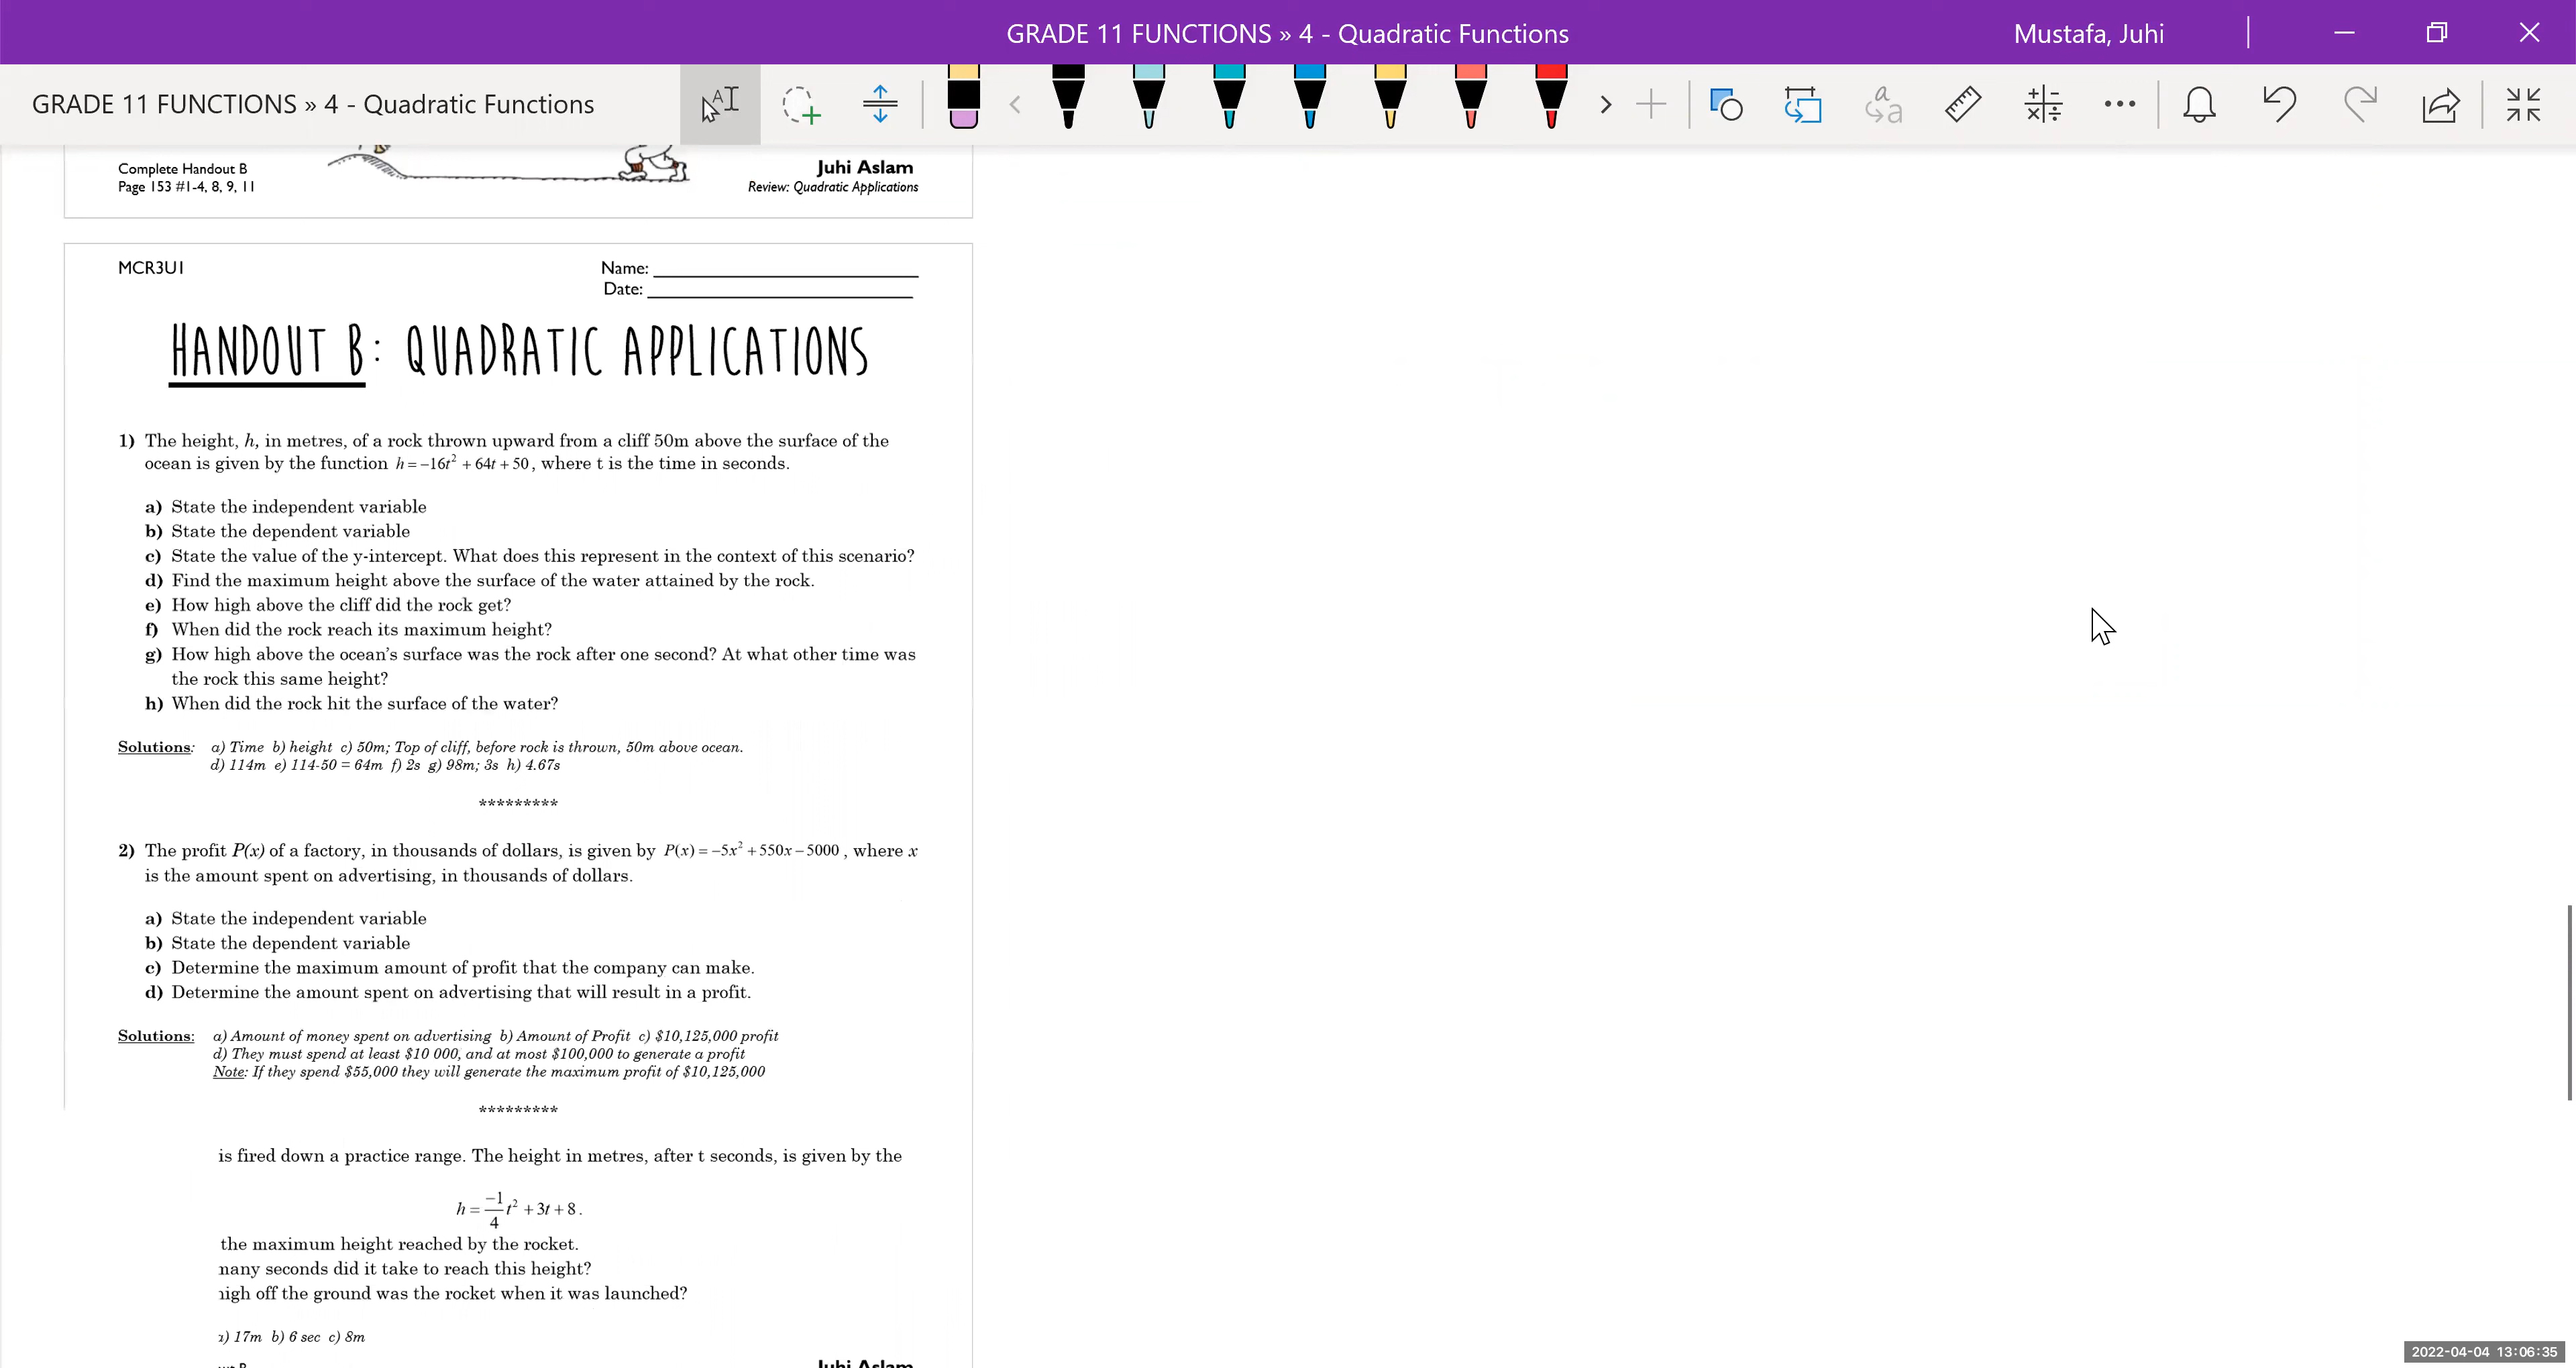 GRADE 11 FUNCTIONS » 4 - Quadratic Functions
Mustafa, Juhi
GRADE 11 FUNCTIONS » 4 - Quadratic Functions
Complete Handout B
Page 153 #1-4, 8, 9, 11
Juhi Aslam
Review: Quadratic Applications
MCR3U1
Name:
Date:
HANDOUT B: QUADRATIC APPLICATIONS
1) The height, h, in metres, of a rock thrown upward from a cliff 50m above the surface of the
ocean is given by the function h = −16t² + 64t + 50, where t is the time in seconds.
a) State the independent variable
b) State the dependent variable
c) State the value of the y-intercept. What does this represent in the context of this scenario?
d) Find the maximum height above the surface of the water attained by the rock.
e) How high above the cliff did the rock get?
f) When did the rock reach its maximum height?
g) How high above the ocean's surface was the rock after one second? At what other time was
the rock this same height?
h) When did the rock hit the surface of the water?
Solutions: a) Time b) height c) 50m; Top of cliff, before rock is thrown, 50m above ocean.
d) 114m e) 114-50 = 64m f) 2s g) 98m; 3s h) 4.67s
*********
2) The profit P(x) of a factory, in thousands of dollars, is given by P(x) = −5x² + 550x − 5000, where x
is the amount spent on advertising, in thousands of dollars.
a) State the independent variable
b) State the dependent variable
c) Determine the maximum amount of profit that the company can make.
d) Determine the amount spent on advertising that will result in a profit.
Solutions: a) Amount of money spent on advertising b) Amount of Profit c) $10,125,000 profit
d) They must spend at least $10 000, and at most $100,000 to generate a profit
Note: If they spend $55,000 they will generate the maximum profit of $10,125,000
*********
is fired down a practice range. The height in metres, after t seconds, is given by the
h = −1/4 t² + 3t + 8.
the maximum height reached by the rocket.
many seconds did it take to reach this height?
high off the ground was the rocket when it was launched?
a) 17m b) 6 sec c) 8m
Juhi Aslam
2022-04-04 13:06:35